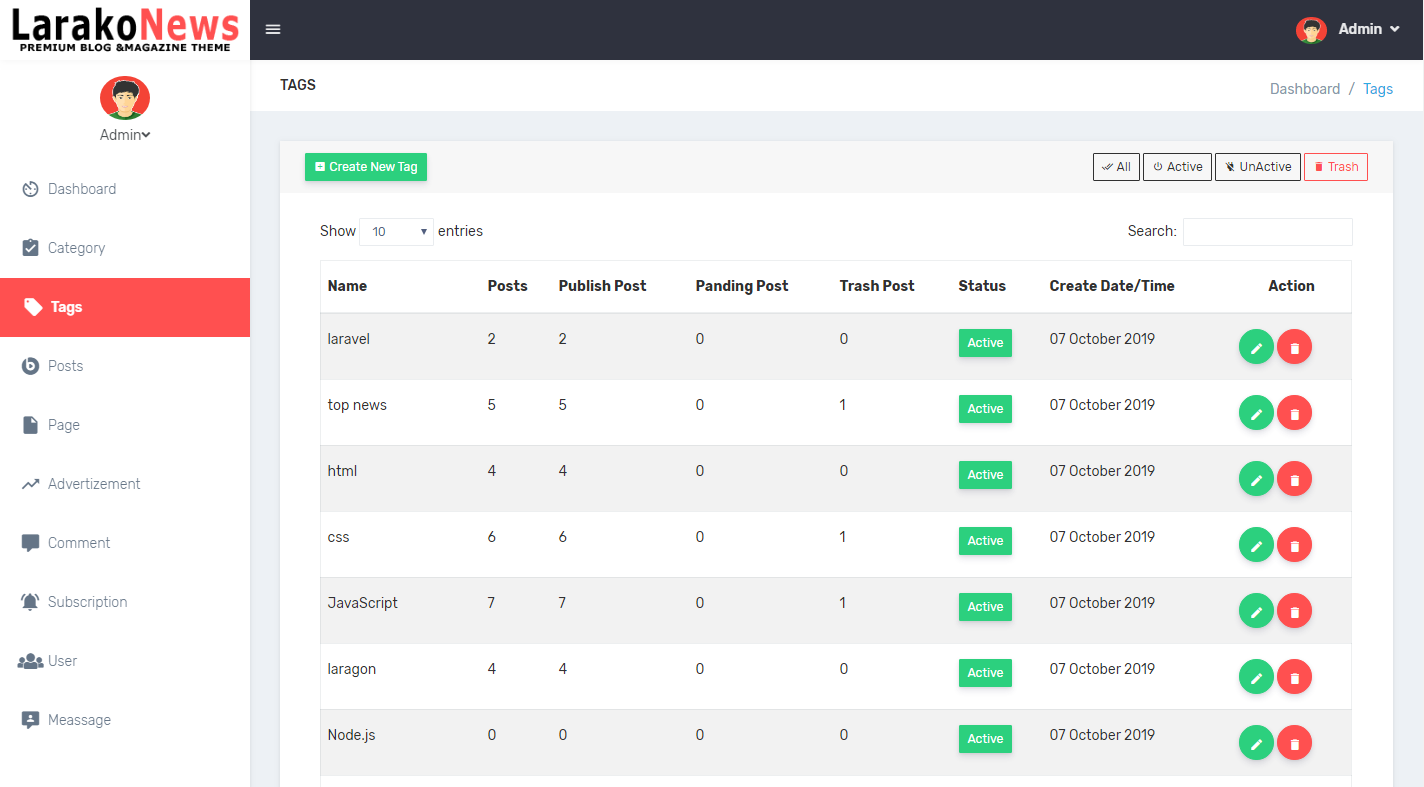 LarakoNews
PREMIUM BLOG &MAGAZINE THEME
Admin
Admin
TAGS
Dashboard / Tags
Dashboard
Category
Tags
Posts
Page
Advertizement
Comment
Subscription
User
Meassage
Create New Tag
All Active UnActive Trash
Show 10 entries Search:
Name Posts Publish Post Panding Post Trash Post Status Create Date/Time Action
laravel 2 2 0 0 Active 07 October 2019
top news 5 5 0 1 Active 07 October 2019
html 4 4 0 0 Active 07 October 2019
css 6 6 0 1 Active 07 October 2019
JavaScript 7 7 0 1 Active 07 October 2019
laragon 4 4 0 0 Active 07 October 2019
Node.js 0 0 0 0 Active 07 October 2019